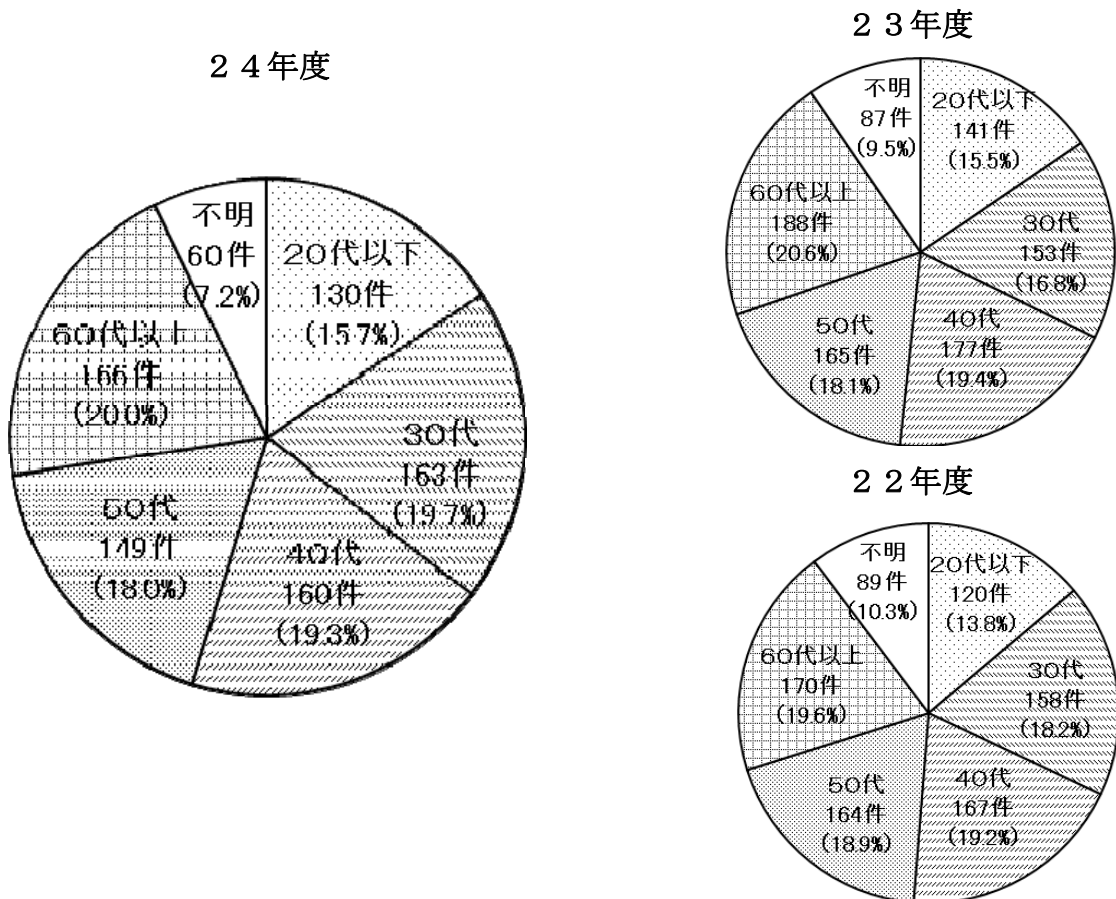 ２４年度
不明
60件
(7.2%)
20代以下
130件
(15.7%)
30代
163件
(19.7%)
40代
160件
(19.3%)
50代
149件
(18.0%)
60代以上
166件
(20.0%)
２３年度
不明
87件
(9.5%)
20代以下
141件
(15.5%)
30代
153件
(16.8%)
40代
177件
(19.4%)
50代
165件
(18.1%)
60代以上
188件
(20.6%)
２２年度
不明
89件
(10.3%)
20代以下
120件
(13.8%)
30代
158件
(18.2%)
40代
167件
(19.2%)
50代
164件
(18.9%)
60代以上
170件
(19.6%)